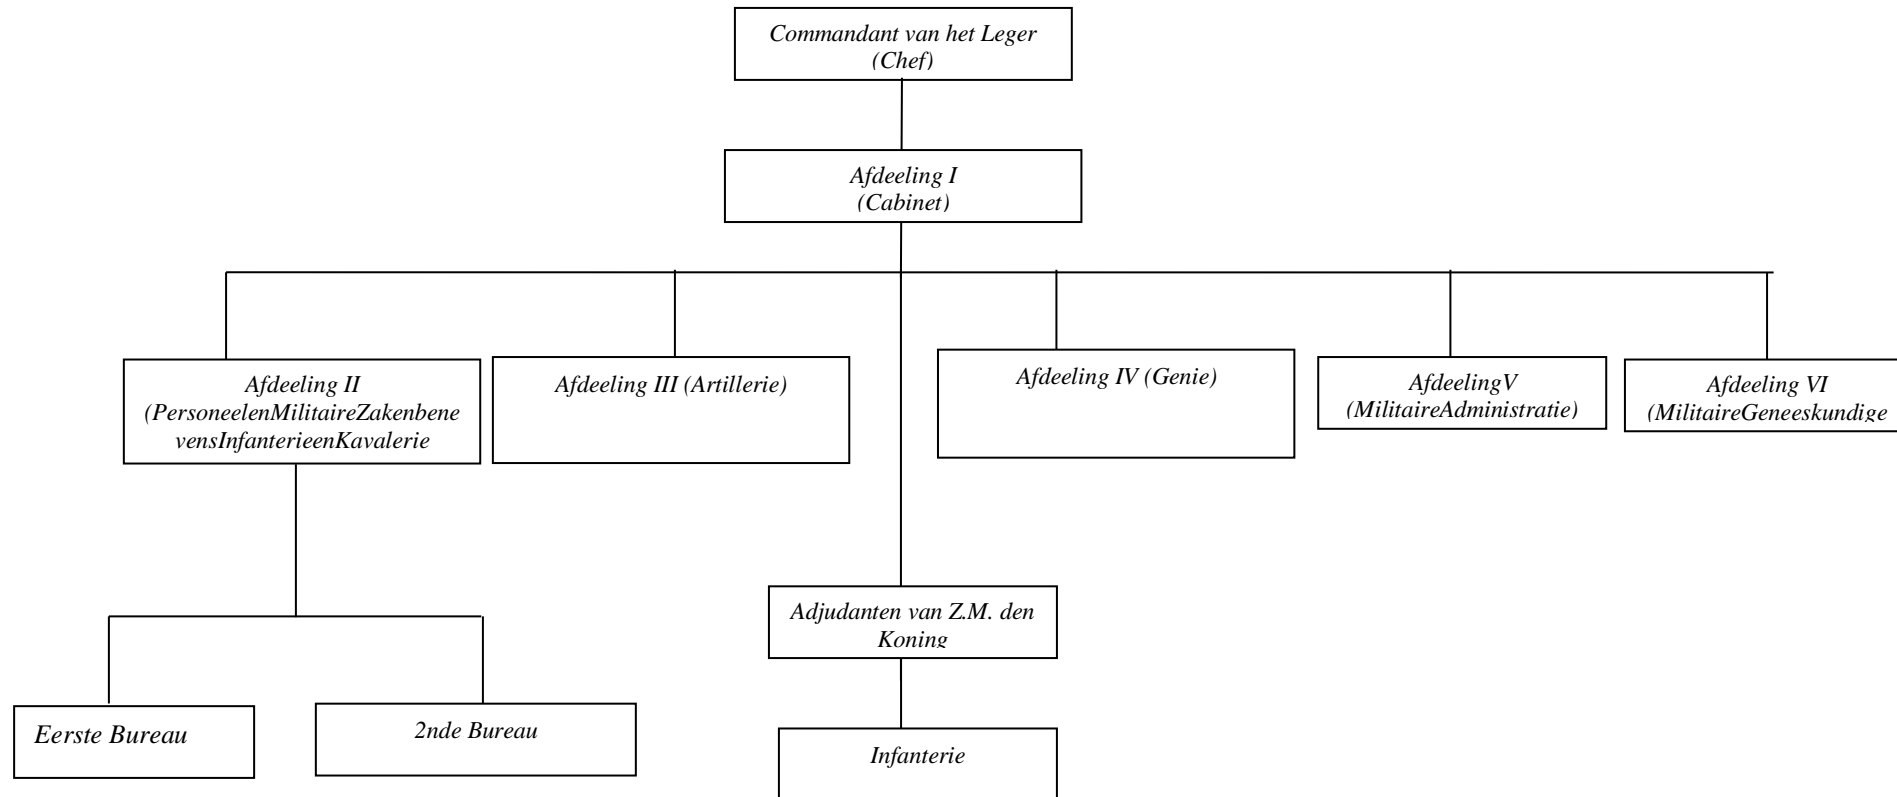 Commandant van het Leger
(Chef)
Afdeeling I
(Cabinet)
Afdeeling II
(PersoneelenMilitaireZakenbene
vensInfanterieenKavalerie
Afdeeling III (Artillerie)
Afdeeling IV (Genie)
AfdeelingV
(MilitaireAdministratie)
Afdeeling VI
(MilitaireGeneeskundige
Adjudanten van Z.M. den
Koning
Eerste Bureau
2nde Bureau
Infanterie